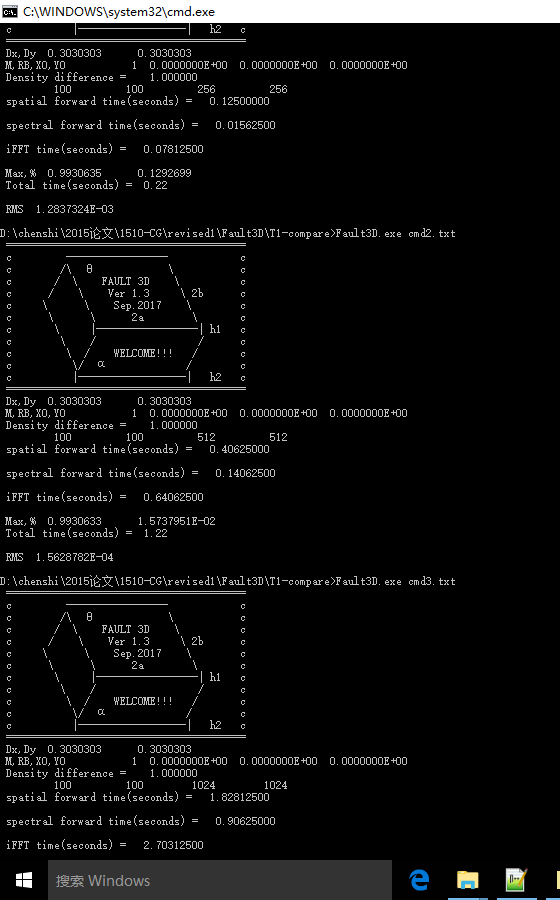 C:\WINDOWS\system32\cmd.exe
c h2 c
Dx,Dy 0.3030303 0.3030303
M,RB,X0,Y0 1 0.0000000E+00 0.0000000E+00 0.0000000E+00
Density difference = 1.000000
100 100 256 256
spatial forward time(seconds) = 0.12500000
spectral forward time(seconds) = 0.01562500
iFFT time(seconds) = 0.07812500
Max,% 0.9930635 0.1292699
Total time(seconds) = 0.22
RMS 1.2837324E-03
D:\chenshi\2015论文\1510-CG\revised1\Fault3D\T1-compare>Fault3D.exe cmd2.txt
c c
c θ c
c FAULT 3D c
c Ver 1.3 2b c
c Sep.2017 c
c 2a c
c h1 c
c c
c WELCOME!!! c
c α c
c h2 c
Dx,Dy 0.3030303 0.3030303
M,RB,X0,Y0 1 0.0000000E+00 0.0000000E+00 0.0000000E+00
Density difference = 1.000000
100 100 512 512
spatial forward time(seconds) = 0.40625000
spectral forward time(seconds) = 0.14062500
iFFT time(seconds) = 0.64062500
Max,% 0.9930633 1.5737951E-02
Total time(seconds) = 1.22
RMS 1.5628782E-04
D:\chenshi\2015论文\1510-CG\revised1\Fault3D\T1-compare>Fault3D.exe cmd3.txt
c c
c θ c
c FAULT 3D c
c Ver 1.3 2b c
c Sep.2017 c
c 2a c
c h1 c
c c
c WELCOME!!! c
c α c
c h2 c
Dx,Dy 0.3030303 0.3030303
M,RB,X0,Y0 1 0.0000000E+00 0.0000000E+00 0.0000000E+00
Density difference = 1.000000
100 100 1024 1024
spatial forward time(seconds) = 1.82812500
spectral forward time(seconds) = 0.90625000
iFFT time(seconds) = 2.70312500
搜索 Windows